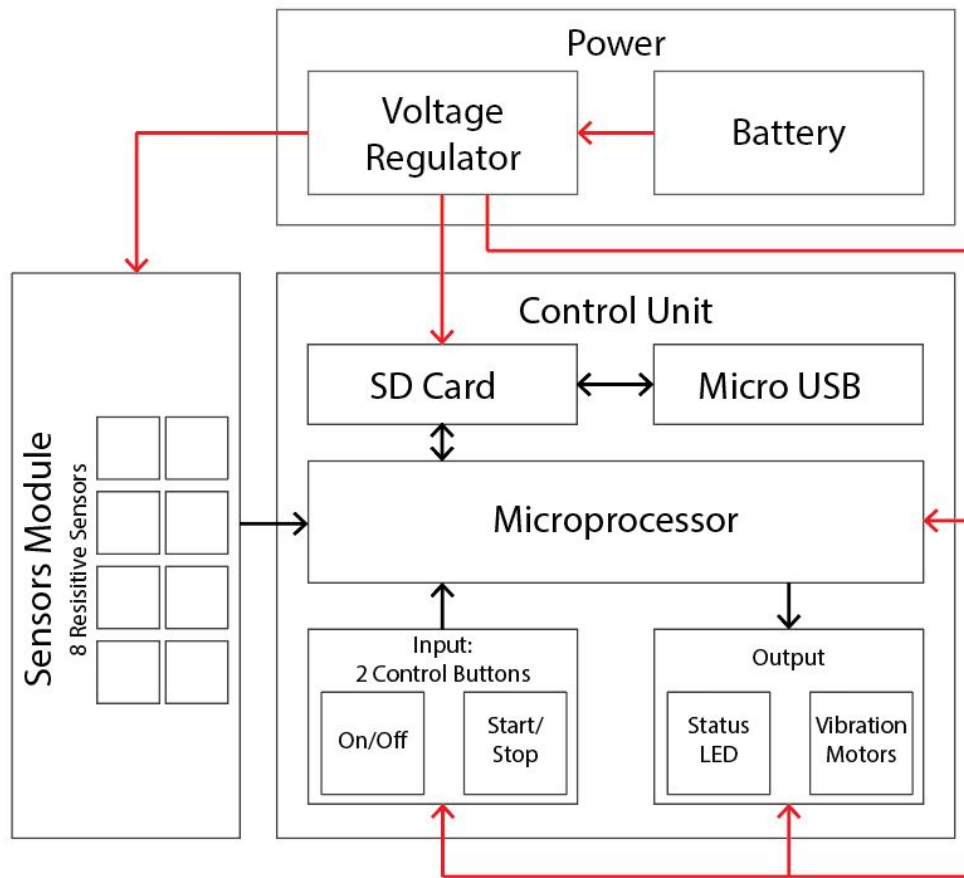 Power
Voltage
Regulator
Battery
Control Unit
SD Card
Micro USB
Sensors Module
8 Resisitive Sensors
Microprocessor
Input:
2 Control Buttons
On/Off
Start/
Stop
Output
Status
LED
Vibration
Motors